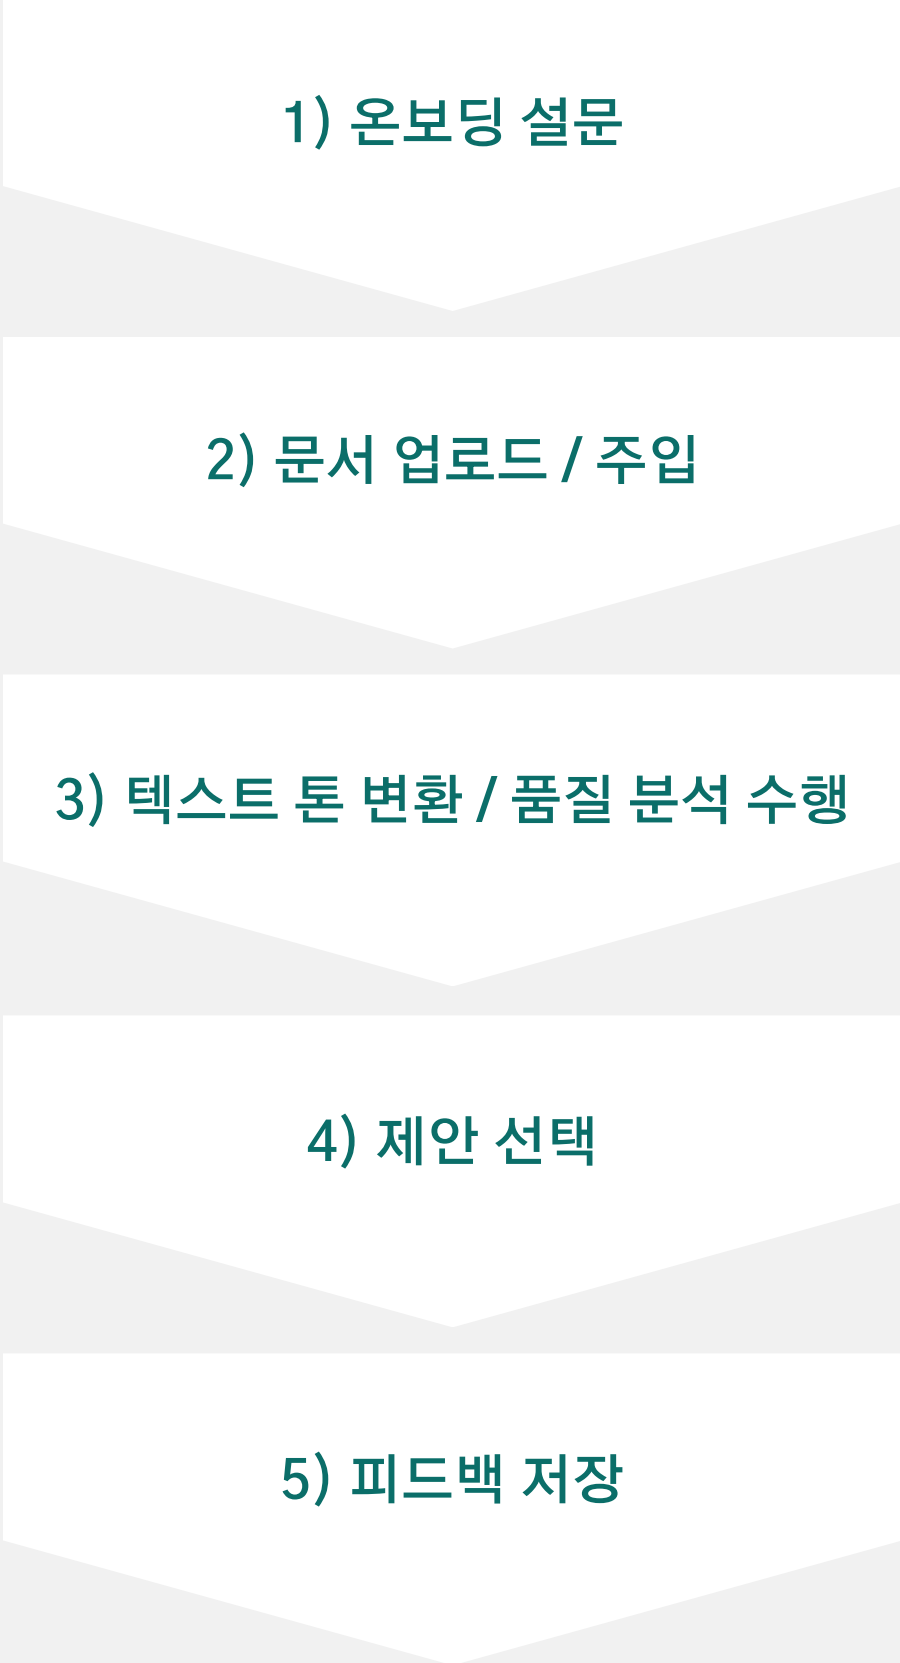 1) 온보딩 설문
2) 문서 업로드 / 주입
3) 텍스트 톤 변환 / 품질 분석 수행
4) 제안 선택
5) 피드백 저장